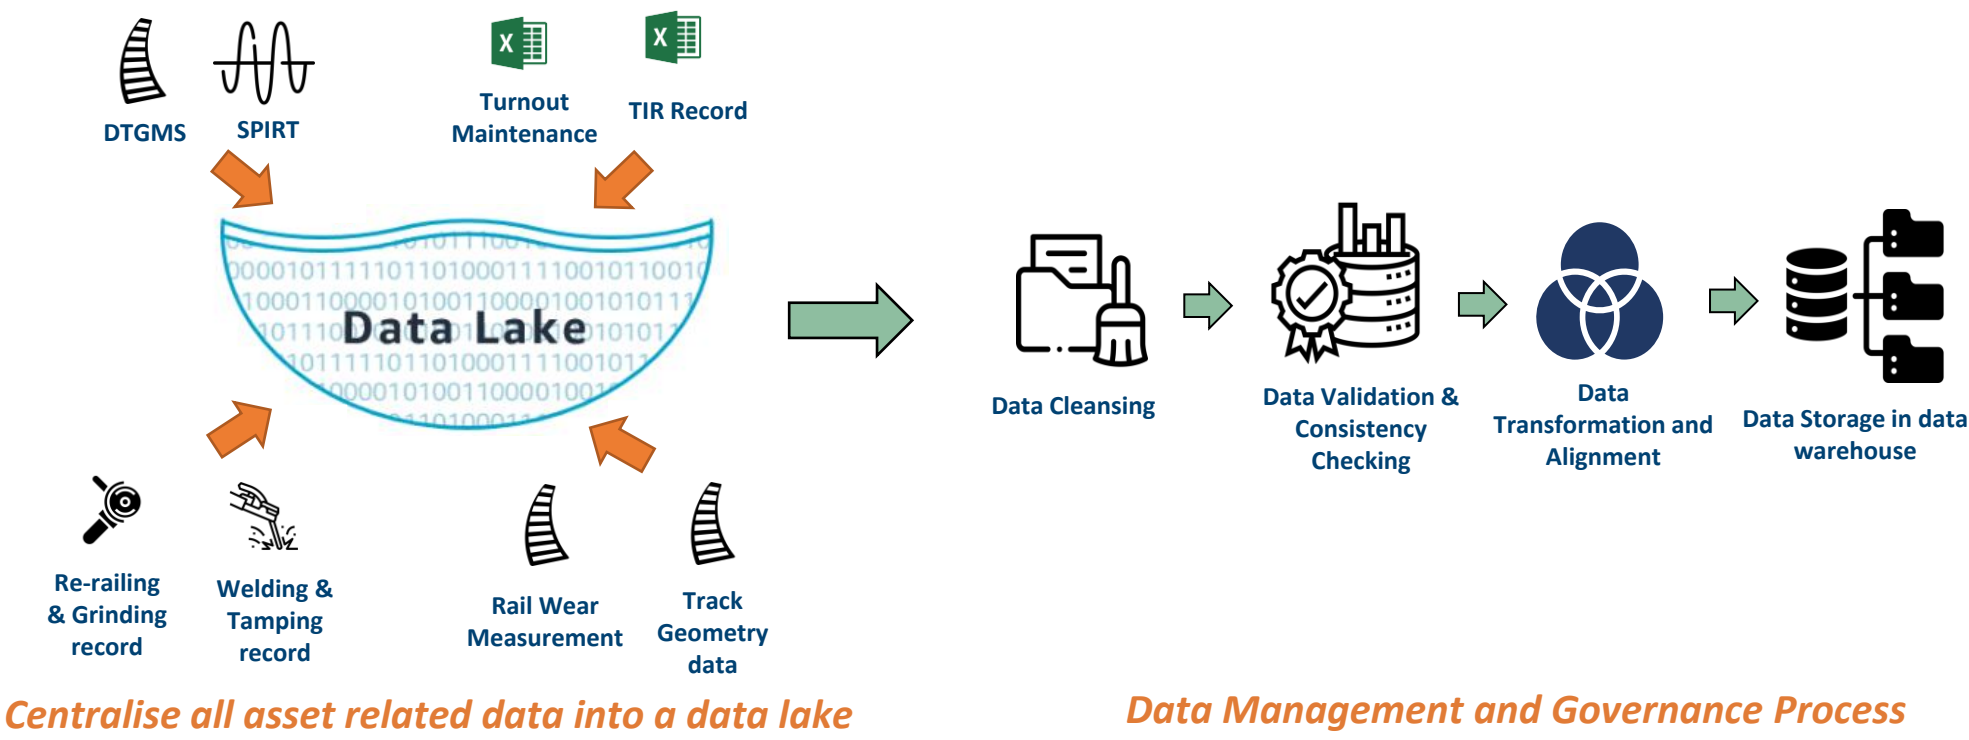 DTGMS
SPIRT
X
Turnout
Maintenance
X
TIR Record
Data Lake
Re-railing
& Grinding
record
Welding &
Tamping
record
Rail Wear
Measurement
Track
Geometry
data
Centralise all asset related data into a data lake
Data Cleansing
Data Validation &
Consistency
Checking
Data
Transformation and
Alignment
Data Storage in data
warehouse
Data Management and Governance Process